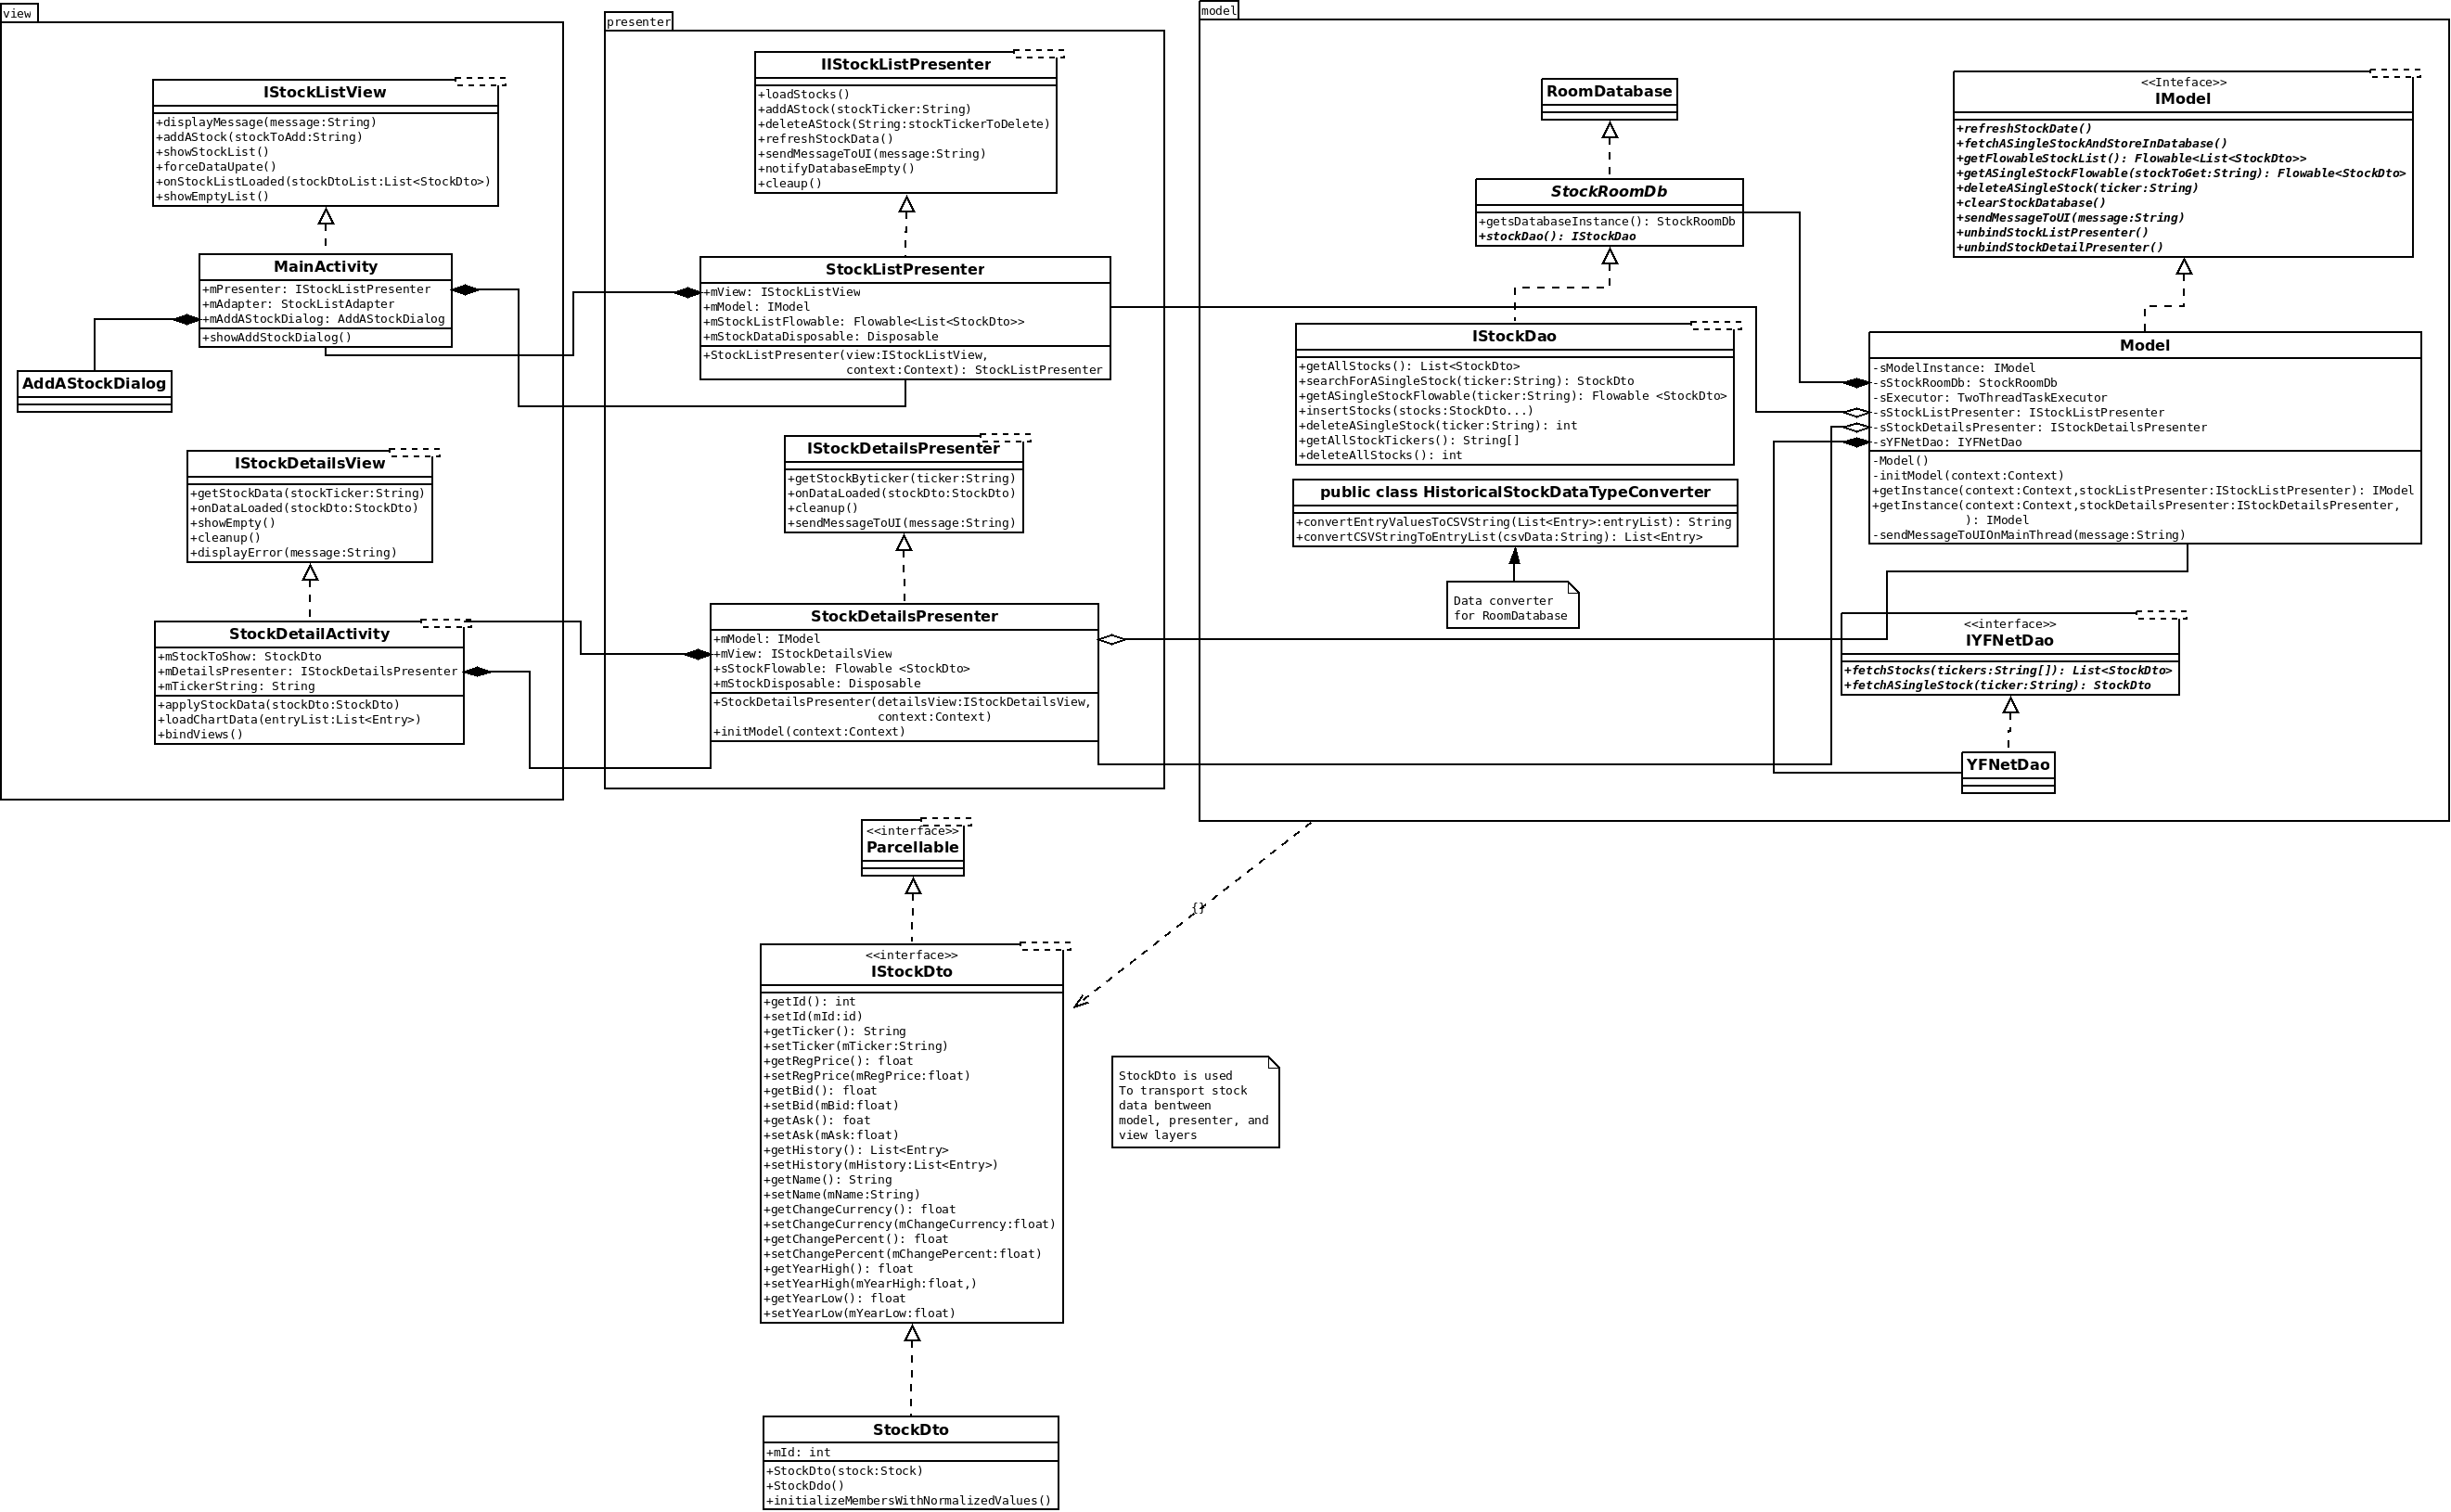 view
IStockListView
+displayMessage(message:String)
+addAStock(stockToAdd:String)
+showStockList()
+forceDataUpate()
+onStockListLoaded(stockDtoList:List<StockDto>)
+showEmptyList()
MainActivity
+mPresenter: IStockListPresenter
+mAdapter: StockListAdapter
+mAddAStockDialog: AddAStockDialog
+showAddStockDialog()
AddAStockDialog
IStockDetailsView
+getStockData(stockTicker:String)
+onDataLoaded(stockDto:StockDto)
+showEmpty()
+cleanup()
+displayError(message:String)
StockDetailActivity
+mStockToShow: StockDto
+mDetailsPresenter: IStockDetailsPresenter
+mTickerString: String
+applyStockData(stockDto:StockDto)
+loadChartData(entryList:List<Entry>)
+bindViews()
presenter
IIStockListPresenter
+loadStocks()
+addAStock(stockTicker:String)
+deleteAStock(String:stockTickerToDelete)
+refreshStockData()
+sendMessageToUI(message:String)
+notifyDatabaseEmpty()
+cleaup()
StockListPresenter
+mView: IStockListView
+mModel: IModel
+mStockListFlowable: Flowable<List<StockDto>>
+mStockDataDisposable: Disposable
+StockListPresenter(view:IStockListView,
context:Context): StockListPresenter
IStockDetailsPresenter
+getStockByticker(ticker:String)
+onDataLoaded(stockDto:StockDto)
+cleanup()
+sendMessageToUI(message:String)
StockDetailsPresenter
+mModel: IModel
+mView: IStockDetailsView
+sStockFlowable: Flowable <StockDto>
+mStockDisposable: Disposable
+StockDetailsPresenter(detailsView:IStockDetailsView,
context:Context)
+initModel(context:Context)
model
RoomDatabase
StockRoomDb
+getsDatabaseInstance(): StockRoomDb
+stockDao(): IStockDao
IStockDao
+getAllStocks(): List<StockDto>
+searchForASingleStock(ticker:String): StockDto
+getASingleStockFlowable(ticker:String): Flowable <StockDto>
+insertStocks(stocks:StockDto...)
+deleteASingleStock(ticker:String): int
+getAllStockTickers(): String[]
+deleteAllStocks(): int
public class HistoricalStockDataTypeConverter
+convertEntryValuesToCSVString(List<Entry>:entryList): String
+convertCSVStringToEntryList(csvData:String): List<Entry>
Data converter
for RoomDatabase
<<Inteface>>
IModel
+refreshStockDate()
+fetchASingleStockAndStoreInDatabase()
+getFlowableStockList(): Flowable<List<StockDto>>
+getASingleStockFlowable(stockToGet:String): Flowable<StockDto>
+deleteASingleStock(ticker:String)
+clearStockDatabase()
+sendMessageToUI(message:String)
+unbindStockListPresenter()
+unbindStockDetailPresenter()
Model
-sModelInstance: IModel
-sStockRoomDb: StockRoomDb
-sExecutor: TwoThreadTaskExecutor
-sStockListPresenter: IStockListPresenter
-sStockDetailsPresenter: IStockDetailsPresenter
-sYFNetDao: IYFNetDao
-Model()
-initModel(context:Context)
+getInstance(context:Context,stockListPresenter:IStockListPresenter): IModel
+getInstance(context:Context,stockDetailsPresenter:IStockDetailsPresenter,
): IModel
-sendMessageToUIOnMainThread(message:String)
<<interface>>
IYFNetDao
+fetchStocks(tickers:String[]): List<StockDto>
+fetchASingleStock(ticker:String): StockDto
YFNetDao
<<interface>>
Parcellable
{}
<<interface>>
IStockDto
+getId(): int
+setId(mId:id)
+getTicker(): String
+setTicker(mTicker:String)
+getRegPrice(): float
+setRegPrice(mRegPrice:float)
+getBid(): float
+setBid(mBid:float)
+getAsk(): foat
+setAsk(mAsk:float)
+getHistory(): List<Entry>
+setHistory(mHistory:List<Entry>)
+getName(): String
+setName(mName:String)
+getChangeCurrency(): float
+setChangeCurrency(mChangeCurrency:float)
+getChangePercent(): float
+setChangePercent(mChangePercent:float)
+getYearHigh(): float
+setYearHigh(mYearHigh:float,)
+getYearLow(): float
+setYearLow(mYearLow:float)
StockDto is used
To transport stock
data bentween
model, presenter, and
view layers
StockDto
+mId: int
+StockDto(stock:Stock)
+StockDdo()
+initializeMembersWithNormalizedValues()